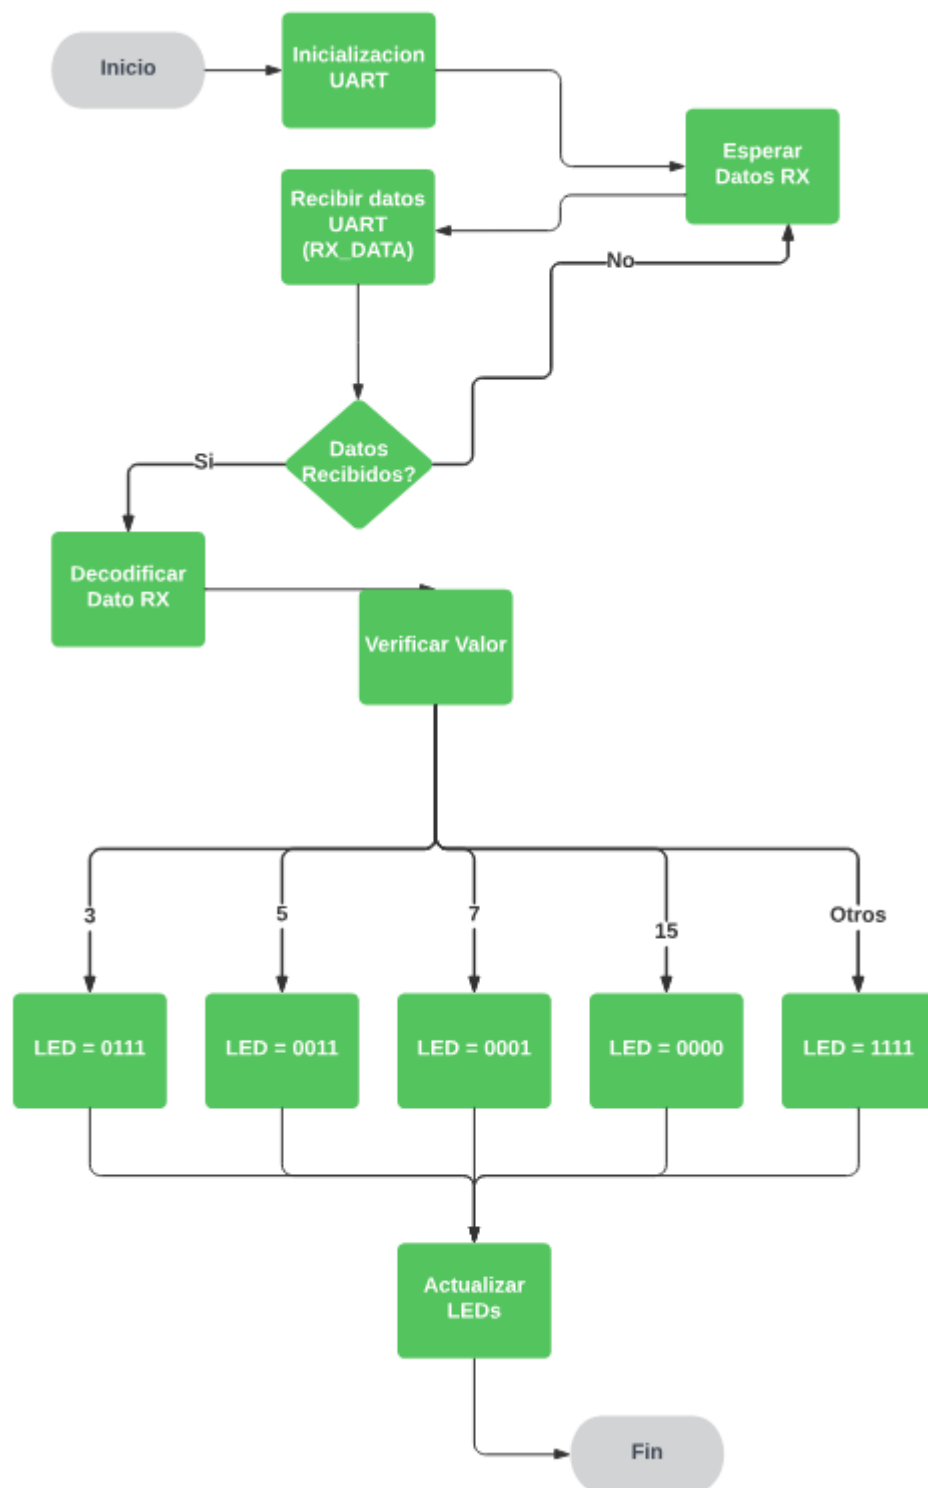 Inicio
Inicializacion
UART
Esperar
Datos RX
Recibir datos
UART
(RX_DATA)
No
Datos
Recibidos?
Si
Decodificar
Dato RX
Verificar Valor
3
5
7
15
Otros
LED = 0111
LED = 0011
LED = 0001
LED = 0000
LED = 1111
Actualizar
LEDs
Fin